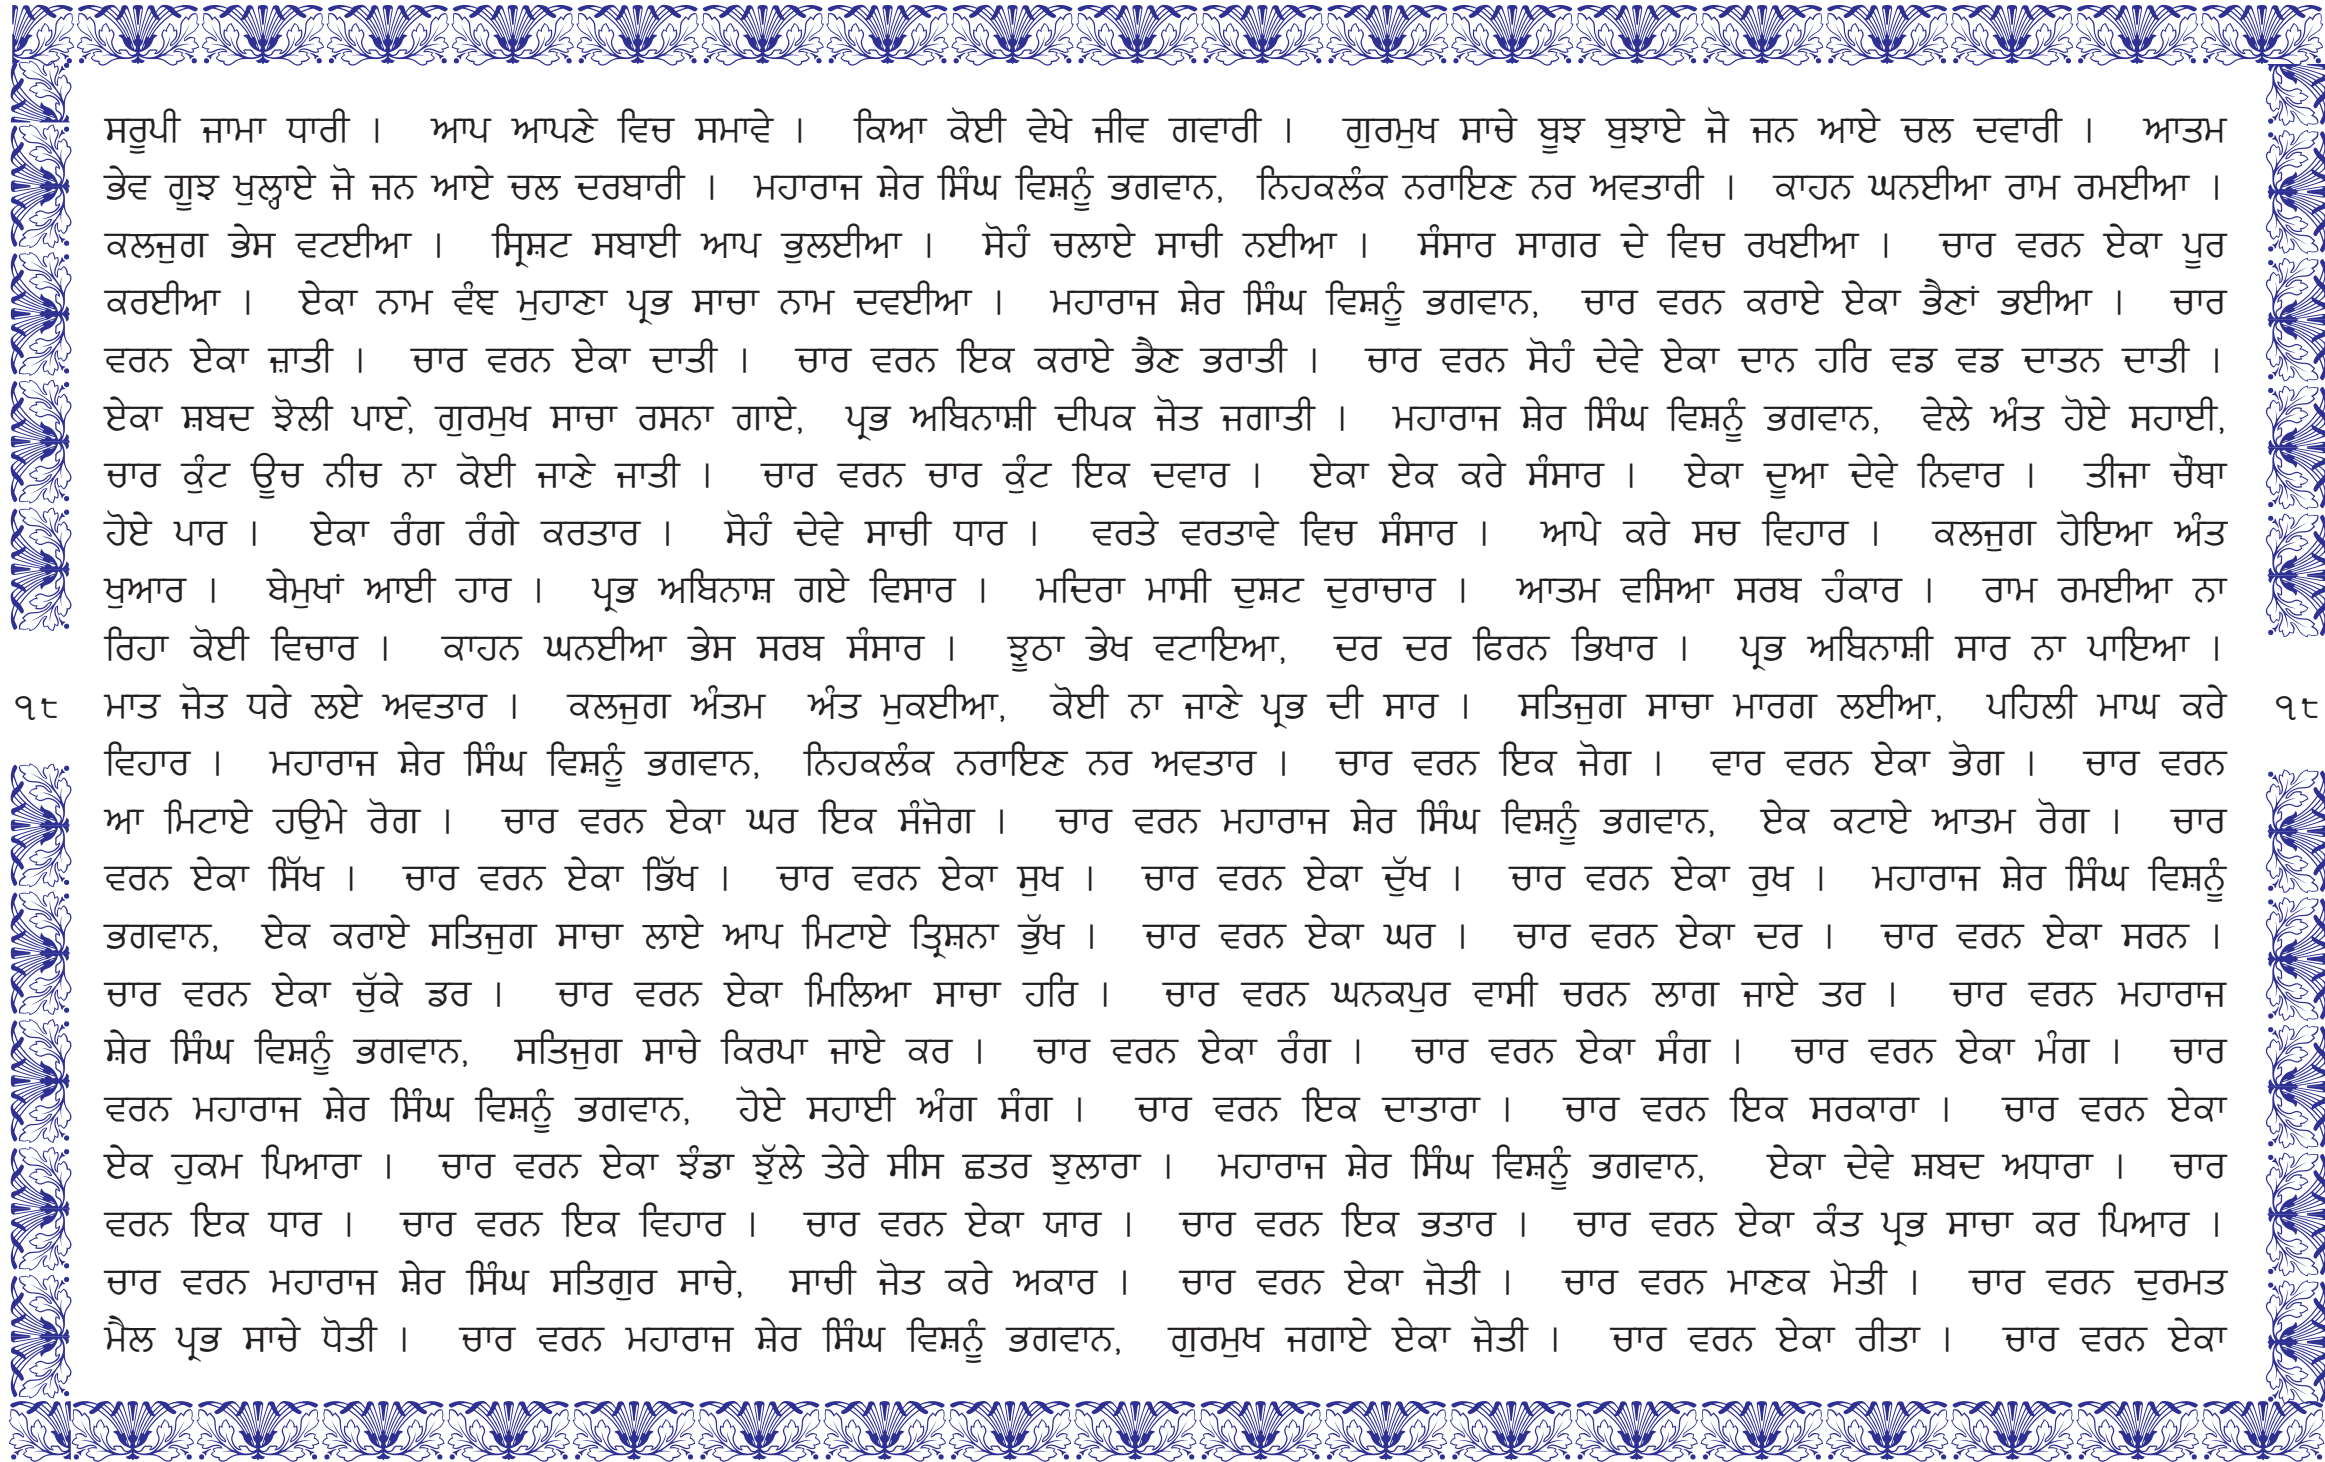 ਸਰੂਪੀ ਜਾਮਾ ਧਾਰੀ । ਆਪ ਆਪਣੇ ਵਿਚ ਸਮਾਵੇ । ਕਿਆ ਕੋਈ ਵੇਖੇ ਜੀਵ ਗਵਾਰੀ । ਗੁਰਮੁਖ ਸਾਚੇ ਬੂਝ ਬੁਝਾਏ ਜੋ ਜਨ ਆਏ ਚਲ ਦਵਾਰੀ । ਆਤਮ
ਭੇਵ ਗੂਝ ਖੁਲ੍ਹਾਏ ਜੋ ਜਨ ਆਏ ਚਲ ਦਰਬਾਰੀ । ਮਹਾਰਾਜ ਸ਼ੇਰ ਸਿੰਘ ਵਿਸ਼ਨੂੰ ਭਗਵਾਨ, ਨਿਹਕਲੰਕ ਨਰਾਇਣ ਨਰ ਅਵਤਾਰੀ । ਕਾਹਨ ਘਨਈਆ ਰਾਮ ਰਮਈਆ ।
ਕਲਜੁਗ ਭੇਸ ਵਟਈਆ । ਸ੍ਰਿਸ਼ਟ ਸਬਾਈ ਆਪ ਭੁਲਈਆ । ਸੋਹੰ ਚਲਾਏ ਸਾਚੀ ਨਈਆ । ਸੰਸਾਰ ਸਾਗਰ ਦੇ ਵਿਚ ਰਖਈਆ । ਚਾਰ ਵਰਨ ਏਕਾ ਪੂਰ
ਕਰਈਆ । ਏਕਾ ਨਾਮ ਵੰਞ ਮੁਹਾਣਾ ਪ੍ਰਭ ਸਾਚਾ ਨਾਮ ਦਵਈਆ । ਮਹਾਰਾਜ ਸ਼ੇਰ ਸਿੰਘ ਵਿਸ਼ਨੂੰ ਭਗਵਾਨ, ਚਾਰ ਵਰਨ ਕਰਾਏ ਏਕਾ ਭੈਣਾਂ ਭਈਆ । ਚਾਰ
ਵਰਨ ਏਕਾ ਜ਼ਾਤੀ । ਚਾਰ ਵਰਨ ਏਕਾ ਦਾਤੀ । ਚਾਰ ਵਰਨ ਇਕ ਕਰਾਏ ਭੈਣ ਭਰਾਤੀ । ਚਾਰ ਵਰਨ ਸੋਹੰ ਦੇਵੇ ਏਕਾ ਦਾਨ ਹਰਿ ਵਡ ਵਡ ਦਾਤਨ ਦਾਤੀ ।
ਏਕਾ ਸ਼ਬਦ ਝੋਲੀ ਪਾਏ, ਗੁਰਮੁਖ ਸਾਚਾ ਰਸਨਾ ਗਾਏ, ਪ੍ਰਭ ਅਬਿਨਾਸ਼ੀ ਦੀਪਕ ਜੋਤ ਜਗਾਤੀ । ਮਹਾਰਾਜ ਸ਼ੇਰ ਸਿੰਘ ਵਿਸ਼ਨੂੰ ਭਗਵਾਨ, ਵੇਲੇ ਅੰਤ ਹੋਏ ਸਹਾਈ,
ਚਾਰ ਕੁੰਟ ਊਚ ਨੀਚ ਨਾ ਕੋਈ ਜਾਣੇ ਜਾਤੀ । ਚਾਰ ਵਰਨ ਚਾਰ ਕੁੰਟ ਇਕ ਦਵਾਰ । ਏਕਾ ਏਕ ਕਰੇ ਸੰਸਾਰ । ਏਕਾ ਦੂਆ ਦੇਵੇ ਨਿਵਾਰ । ਤੀਜਾ ਚੌਥਾ
ਹੋਏ ਪਾਰ । ਏਕਾ ਰੰਗ ਰੰਗੇ ਕਰਤਾਰ । ਸੋਹੰ ਦੇਵੇ ਸਾਚੀ ਧਾਰ । ਵਰਤੇ ਵਰਤਾਵੇ ਵਿਚ ਸੰਸਾਰ । ਆਪੇ ਕਰੇ ਸਚ ਵਿਹਾਰ । ਕਲਜੁਗ ਹੋਇਆ ਅੰਤ
ਖੁਆਰ । ਬੇਮੁਖਾਂ ਆਈ ਹਾਰ । ਪ੍ਰਭ ਅਬਿਨਾਸ਼ ਗਏ ਵਿਸਾਰ । ਮਦਿਰਾ ਮਾਸੀ ਦੁਸ਼ਟ ਦੁਰਾਚਾਰ । ਆਤਮ ਵਸਿਆ ਸਰਬ ਹੰਕਾਰ । ਰਾਮ ਰਮਈਆ ਨਾ
ਰਿਹਾ ਕੋਈ ਵਿਚਾਰ । ਕਾਹਨ ਘਨਈਆ ਭੇਸ ਸਰਬ ਸੰਸਾਰ । ਝੂਠਾ ਭੇਖ ਵਟਾਇਆ, ਦਰ ਦਰ ਫਿਰਨ ਭਿਖਾਰ । ਪ੍ਰਭ ਅਬਿਨਾਸ਼ੀ ਸਾਰ ਨਾ ਪਾਇਆ ।
੧੮ ਮਾਤ ਜੋਤ ਧਰੇ ਲਏ ਅਵਤਾਰ । ਕਲਜੁਗ ਅੰਤਮ ਅੰਤ ਮੁਕਈਆ, ਕੋਈ ਨਾ ਜਾਣੇ ਪ੍ਰਭ ਦੀ ਸਾਰ । ਸਤਿਜੁਗ ਸਾਚਾ ਮਾਰਗ ਲਈਆ, ਪਹਿਲੀ ਮਾਘ ਕਰੇ ੧੮
ਵਿਹਾਰ । ਮਹਾਰਾਜ ਸ਼ੇਰ ਸਿੰਘ ਵਿਸ਼ਨੂੰ ਭਗਵਾਨ, ਨਿਹਕਲੰਕ ਨਰਾਇਣ ਨਰ ਅਵਤਾਰ । ਚਾਰ ਵਰਨ ਇਕ ਜੋਗ । ਵਾਰ ਵਰਨ ਏਕਾ ਭੋਗ । ਚਾਰ ਵਰਨ
ਆ ਮਿਟਾਏ ਹਉਮੇ ਰੋਗ । ਚਾਰ ਵਰਨ ਏਕਾ ਘਰ ਇਕ ਸੰਜੋਗ । ਚਾਰ ਵਰਨ ਮਹਾਰਾਜ ਸ਼ੇਰ ਸਿੰਘ ਵਿਸ਼ਨੂੰ ਭਗਵਾਨ, ਏਕ ਕਟਾਏ ਆਤਮ ਰੋਗ । ਚਾਰ
ਵਰਨ ਏਕਾ ਸਿੱਖ । ਚਾਰ ਵਰਨ ਏਕਾ ਭਿੱਖ । ਚਾਰ ਵਰਨ ਏਕਾ ਸੁਖ । ਚਾਰ ਵਰਨ ਏਕਾ ਦੁੱਖ । ਚਾਰ ਵਰਨ ਏਕਾ ਰੁਖ । ਮਹਾਰਾਜ ਸ਼ੇਰ ਸਿੰਘ ਵਿਸ਼ਨੂੰ
ਭਗਵਾਨ, ਏਕ ਕਰਾਏ ਸਤਿਜੁਗ ਸਾਚਾ ਲਾਏ ਆਪ ਮਿਟਾਏ ਤ੍ਰਿਸ਼ਨਾ ਭੁੱਖ । ਚਾਰ ਵਰਨ ਏਕਾ ਘਰ । ਚਾਰ ਵਰਨ ਏਕਾ ਦਰ । ਚਾਰ ਵਰਨ ਏਕਾ ਸਰਨ ।
ਚਾਰ ਵਰਨ ਏਕਾ ਚੁੱਕੇ ਡਰ । ਚਾਰ ਵਰਨ ਏਕਾ ਮਿਲਿਆ ਸਾਚਾ ਹਰਿ । ਚਾਰ ਵਰਨ ਘਨਕਪੁਰ ਵਾਸੀ ਚਰਨ ਲਾਗ ਜਾਏ ਤਰ । ਚਾਰ ਵਰਨ ਮਹਾਰਾਜ
ਸ਼ੇਰ ਸਿੰਘ ਵਿਸ਼ਨੂੰ ਭਗਵਾਨ, ਸਤਿਜੁਗ ਸਾਚੇ ਕਿਰਪਾ ਜਾਏ ਕਰ । ਚਾਰ ਵਰਨ ਏਕਾ ਰੰਗ । ਚਾਰ ਵਰਨ ਏਕਾ ਸੰਗ । ਚਾਰ ਵਰਨ ਏਕਾ ਮੰਗ । ਚਾਰ
ਵਰਨ ਮਹਾਰਾਜ ਸ਼ੇਰ ਸਿੰਘ ਵਿਸ਼ਨੂੰ ਭਗਵਾਨ, ਹੋਏ ਸਹਾਈ ਅੰਗ ਸੰਗ । ਚਾਰ ਵਰਨ ਇਕ ਦਾਤਾਰਾ । ਚਾਰ ਵਰਨ ਇਕ ਸਰਕਾਰਾ । ਚਾਰ ਵਰਨ ਏਕਾ
ਏਕ ਹੁਕਮ ਪਿਆਰਾ । ਚਾਰ ਵਰਨ ਏਕਾ ਝੰਡਾ ਝੁੱਲੇ ਤੇਰੇ ਸੀਸ ਛਤਰ ਝੁਲਾਰਾ । ਮਹਾਰਾਜ ਸ਼ੇਰ ਸਿੰਘ ਵਿਸ਼ਨੂੰ ਭਗਵਾਨ, ਏਕਾ ਦੇਵੇ ਸ਼ਬਦ ਅਧਾਰਾ । ਚਾਰ
ਵਰਨ ਇਕ ਧਾਰ । ਚਾਰ ਵਰਨ ਇਕ ਵਿਹਾਰ । ਚਾਰ ਵਰਨ ਏਕਾ ਯਾਰ । ਚਾਰ ਵਰਨ ਇਕ ਭਤਾਰ । ਚਾਰ ਵਰਨ ਏਕਾ ਕੰਤ ਪ੍ਰਭ ਸਾਚਾ ਕਰ ਪਿਆਰ ।
ਚਾਰ ਵਰਨ ਮਹਾਰਾਜ ਸ਼ੇਰ ਸਿੰਘ ਸਤਿਗੁਰ ਸਾਚੇ, ਸਾਚੀ ਜੋਤ ਕਰੇ ਅਕਾਰ । ਚਾਰ ਵਰਨ ਏਕਾ ਜੋਤੀ । ਚਾਰ ਵਰਨ ਮਾਣਕ ਮੋਤੀ । ਚਾਰ ਵਰਨ ਦੁਰਮਤ
ਮੈਲ ਪ੍ਰਭ ਸਾਚੇ ਧੋਤੀ । ਚਾਰ ਵਰਨ ਮਹਾਰਾਜ ਸ਼ੇਰ ਸਿੰਘ ਵਿਸ਼ਨੂੰ ਭਗਵਾਨ, ਗੁਰਮੁਖ ਜਗਾਏ ਏਕਾ ਜੋਤੀ । ਚਾਰ ਵਰਨ ਏਕਾ ਰੀਤਾ । ਚਾਰ ਵਰਨ ਏਕਾ